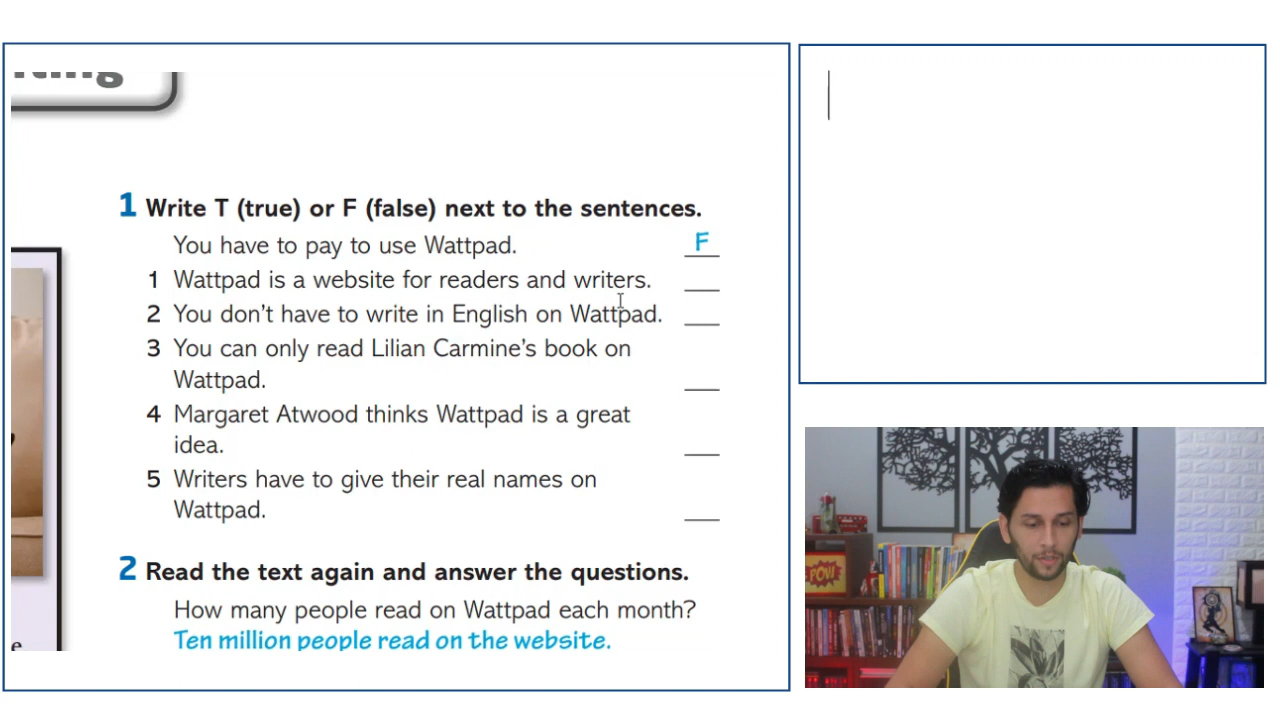 1 Write T (true) or F (false) next to the sentences.
You have to pay to use Wattpad. F
1 Wattpad is a website for readers and writers.
2 You don't have to write in English on Wattpad.
3 You can only read Lilian Carmine's book on
Wattpad.
4 Margaret Atwood thinks Wattpad is a great
idea.
5 Writers have to give their real names on
Wattpad.
2 Read the text again and answer the questions.
How many people read on Wattpad each month?
Ten million people read on the website.
e
POW!